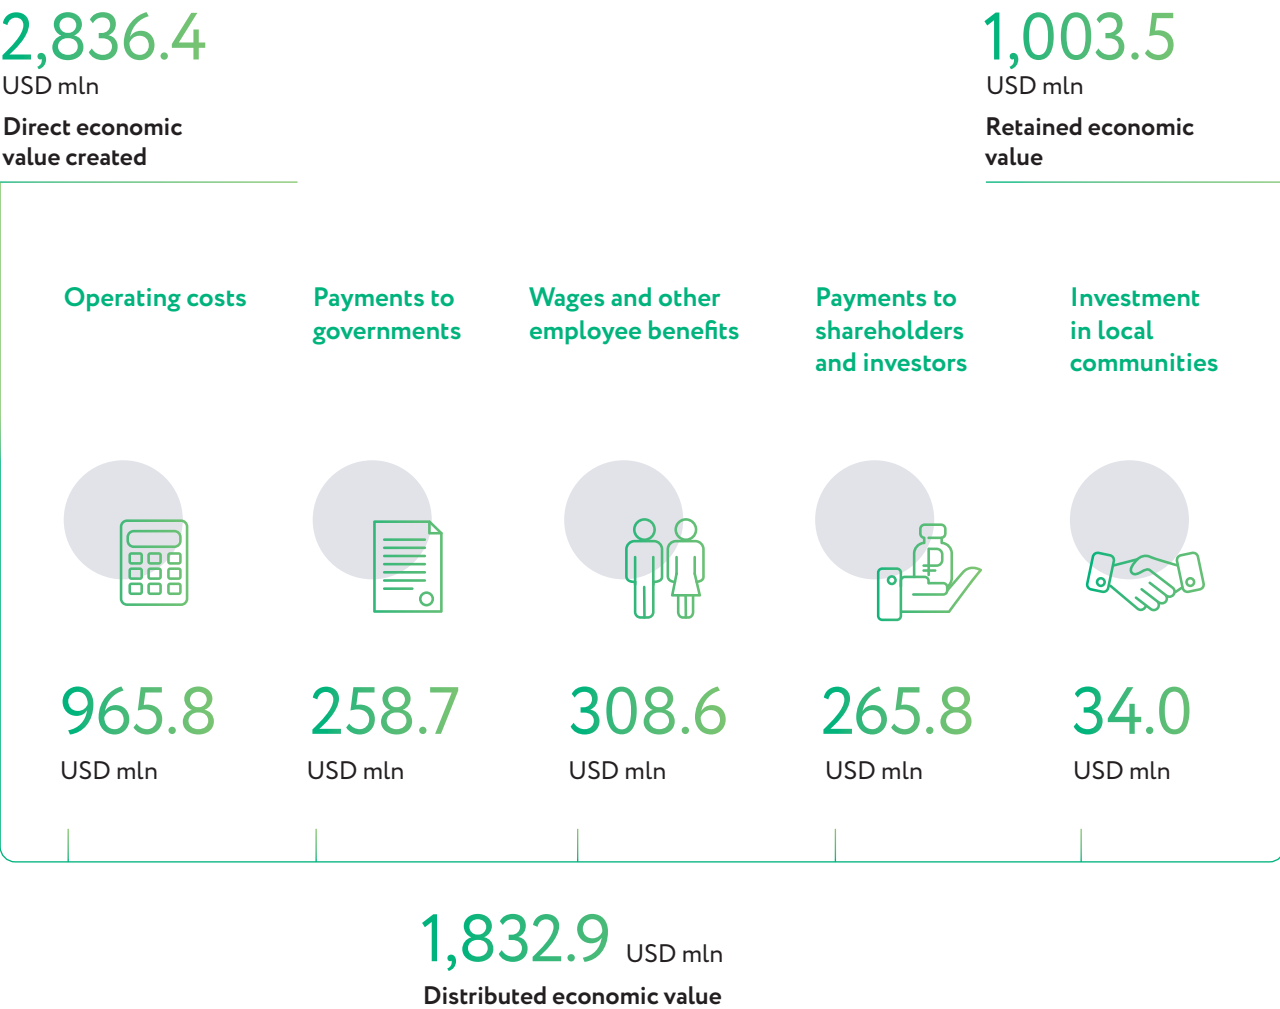 2,836.4
USD mln
Direct economic
value created
1,003.5
USD mln
Retained economic
value
Operating costs
Payments to
governments
Wages and other
employee benefits
Payments to
shareholders
and investors
Investment
in local
communities
965.8
USD mln
258.7
USD mln
308.6
USD mln
265.8
USD mln
34.0
USD mln
1,832.9 USD mln
Distributed economic value